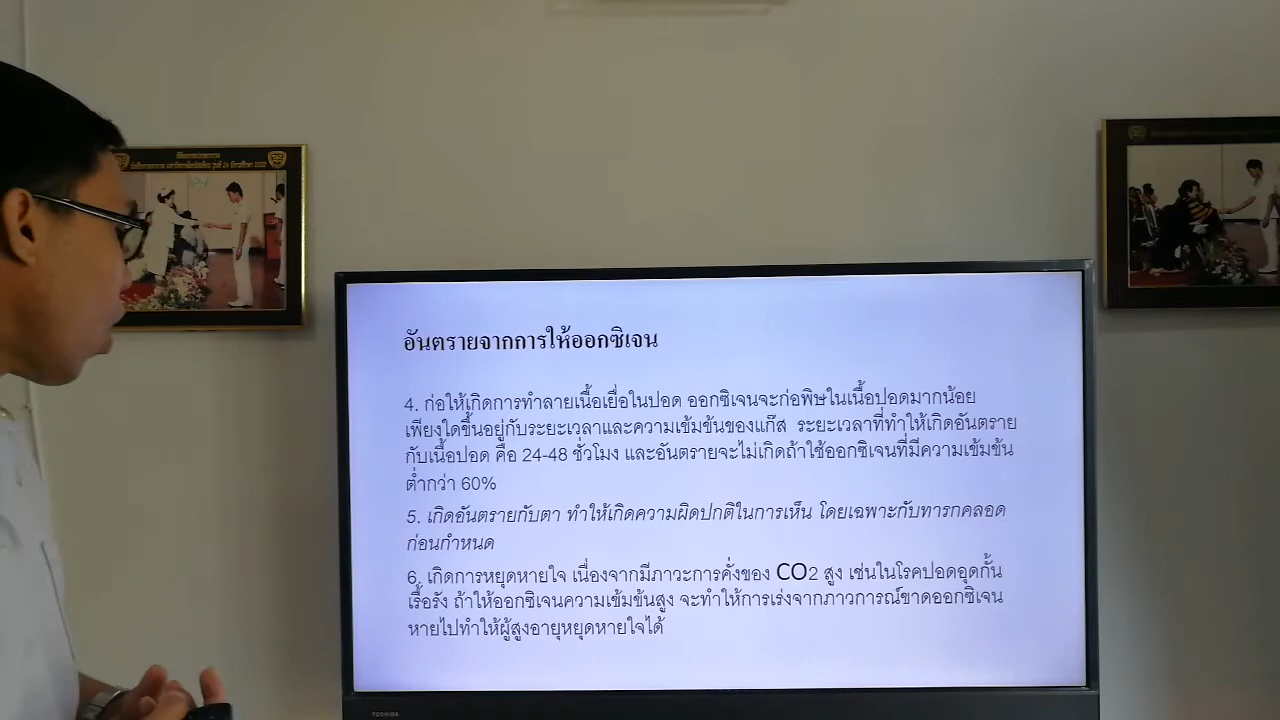 อันตรายจากการให้ออกซิเจน
4. ก่อให้เกิดการทำลายเนื้อเยื่อในปอด ออกซิเจนจะก่อพิษในเนื้อปอดมากน้อย
เพียงใดขึ้นอยู่กับระยะเวลาและความเข้มข้นของแก๊ส ระยะเวลาที่ทำให้เกิดอันตราย
กับเนื้อปอด คือ 24-48 ชั่วโมง และอันตรายจะไม่เกิดถ้าใช้ออกซิเจนที่มีความเข้มข้น
ต่ำกว่า 60%
5. เกิดอันตรายกับตา ทำให้เกิดความผิดปกติในการเห็น โดยเฉพาะกับทารกคลอด
ก่อนกำหนด
6. เกิดการหยุดหายใจ เนื่องจากมีภาวะการคั่งของ CO2 สูง เช่นในโรคปอดอุดกั้น
เรื้อรัง ถ้าให้ออกซิเจนความเข้มข้นสูง จะทำให้การเร่งจากภาวการณ์ขาดออกซิเจน
หายไปทำให้ผู้สูงอายุหยุดหายใจได้
TOSHIBA